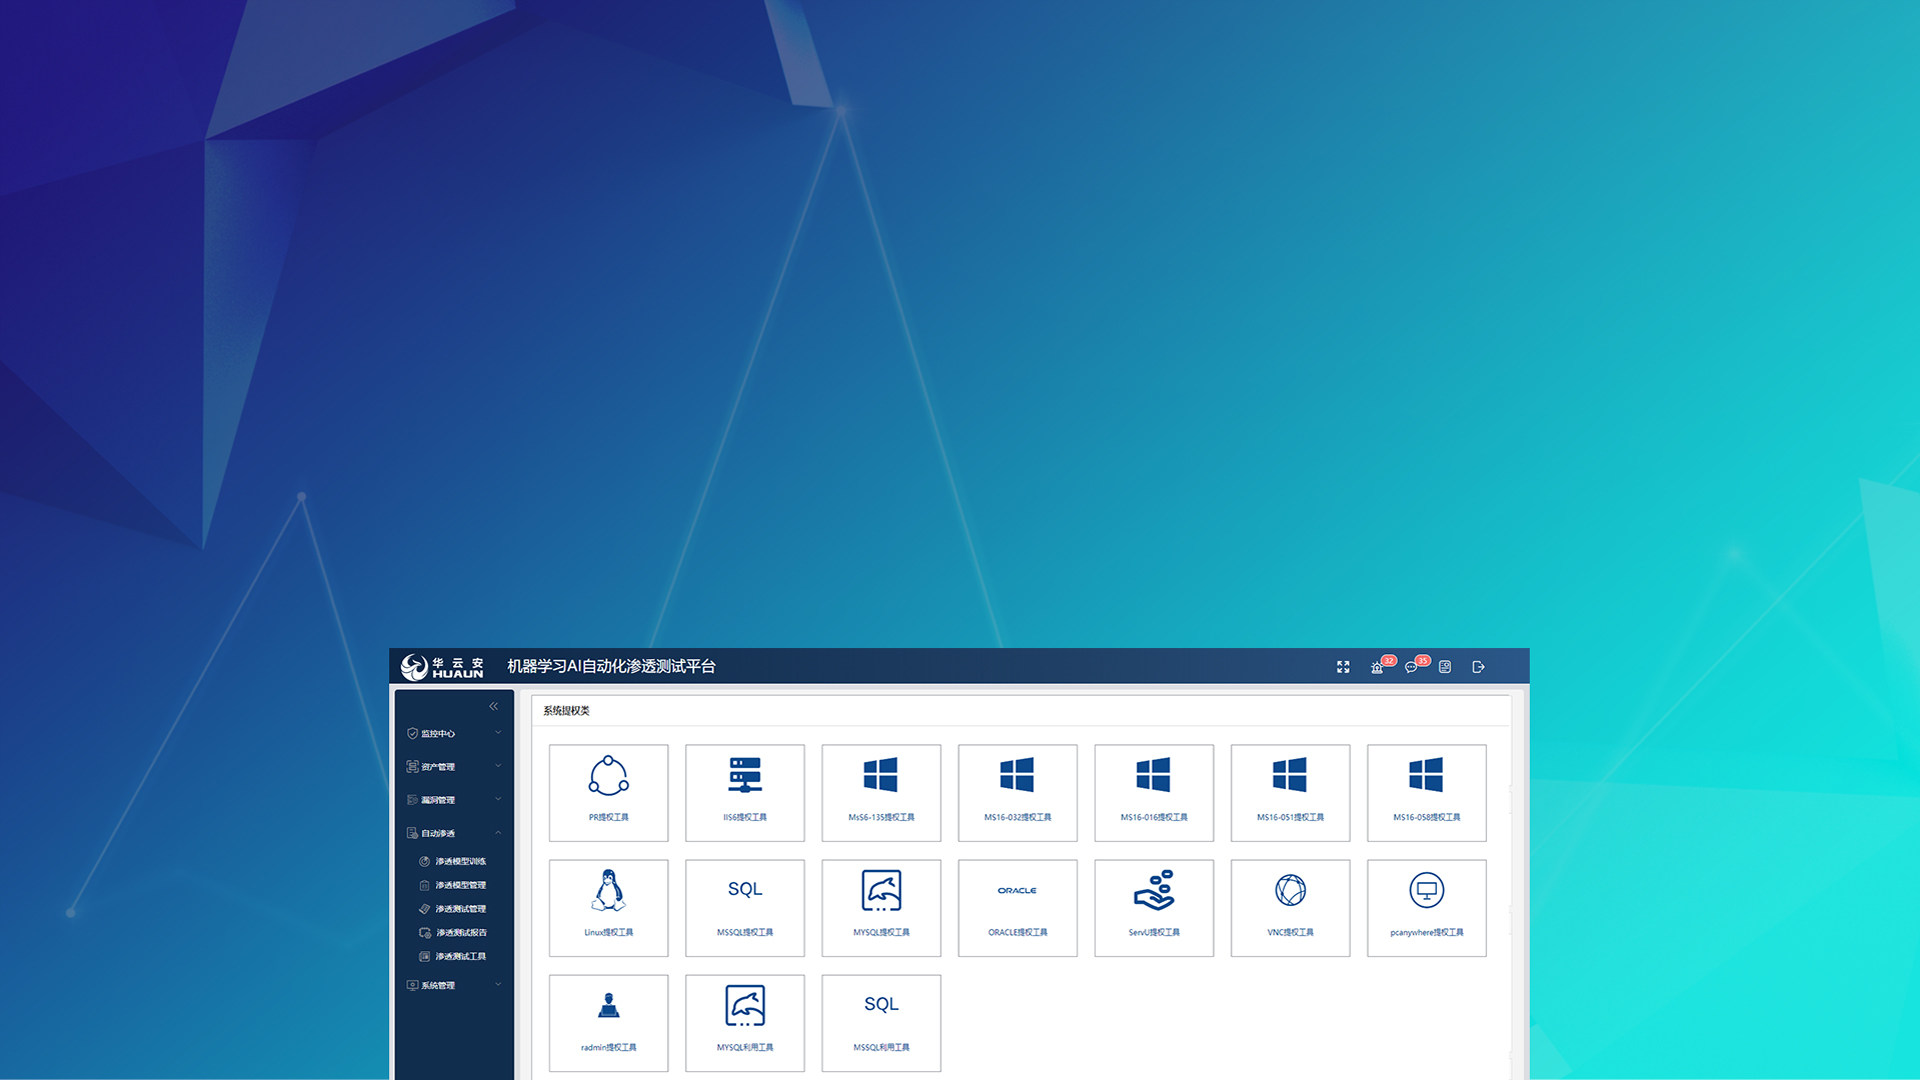 华云安
HUAUN
机器学习AI自动化渗透测试平台
32
35
系统提权类
监控中心
资产管理
漏洞管理
自动渗透
渗透模型训练
渗透模型管理
渗透测试管理
渗透测试报告
渗透测试工具
系统管理
PR提权工具
IIS6提权工具
MsS6-135提权工具
MS16-032提权工具
MS16-016提权工具
MS16-051提权工具
MS16-058提权工具
Linux提权工具
SQL
MSSQL提权工具
MYSQL提权工具
ORACLE
ORACLE提权工具
ServU提权工具
VNC提权工具
pcanywhere提权工具
radmin提权工具
MYSQL利用工具
SQL
MSSQL利用工具